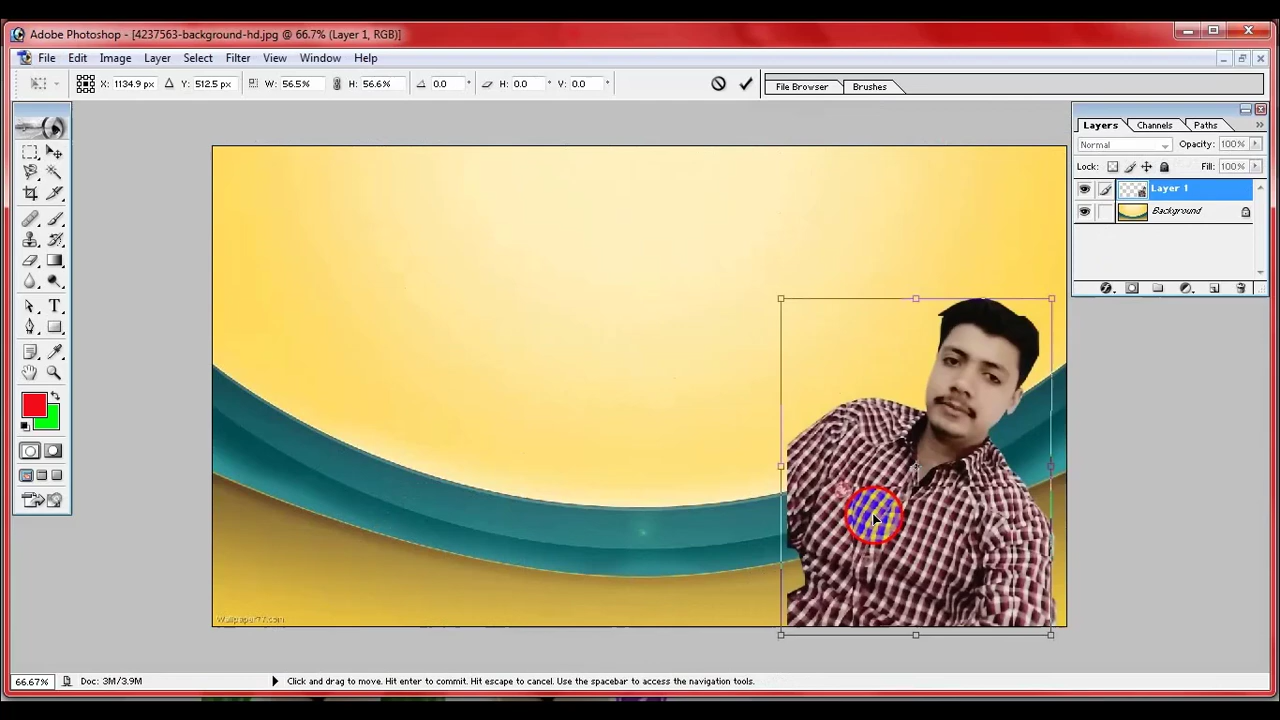 Adobe Photoshop - [4237563-background-hd.jpg @ 66.7% (Layer 1, RGB)]
File Edit Image Layer Select Filter View Window Help
X: 1134.9 px Y: 512.5 px W: 56.5% H: 56.6% 0.0 ° H: 0.0 V: 0.0 ° File Browser Brushes
Layers Channels Paths
Normal Opacity: 100%
Lock: Fill: 100%
Layer 1
Background
T
Wallpaper77.com
66.67% Doc: 3M/3.9M Click and drag to move. Hit enter to commit. Hit escape to cancel. Use the spacebar to access the navigation tools.